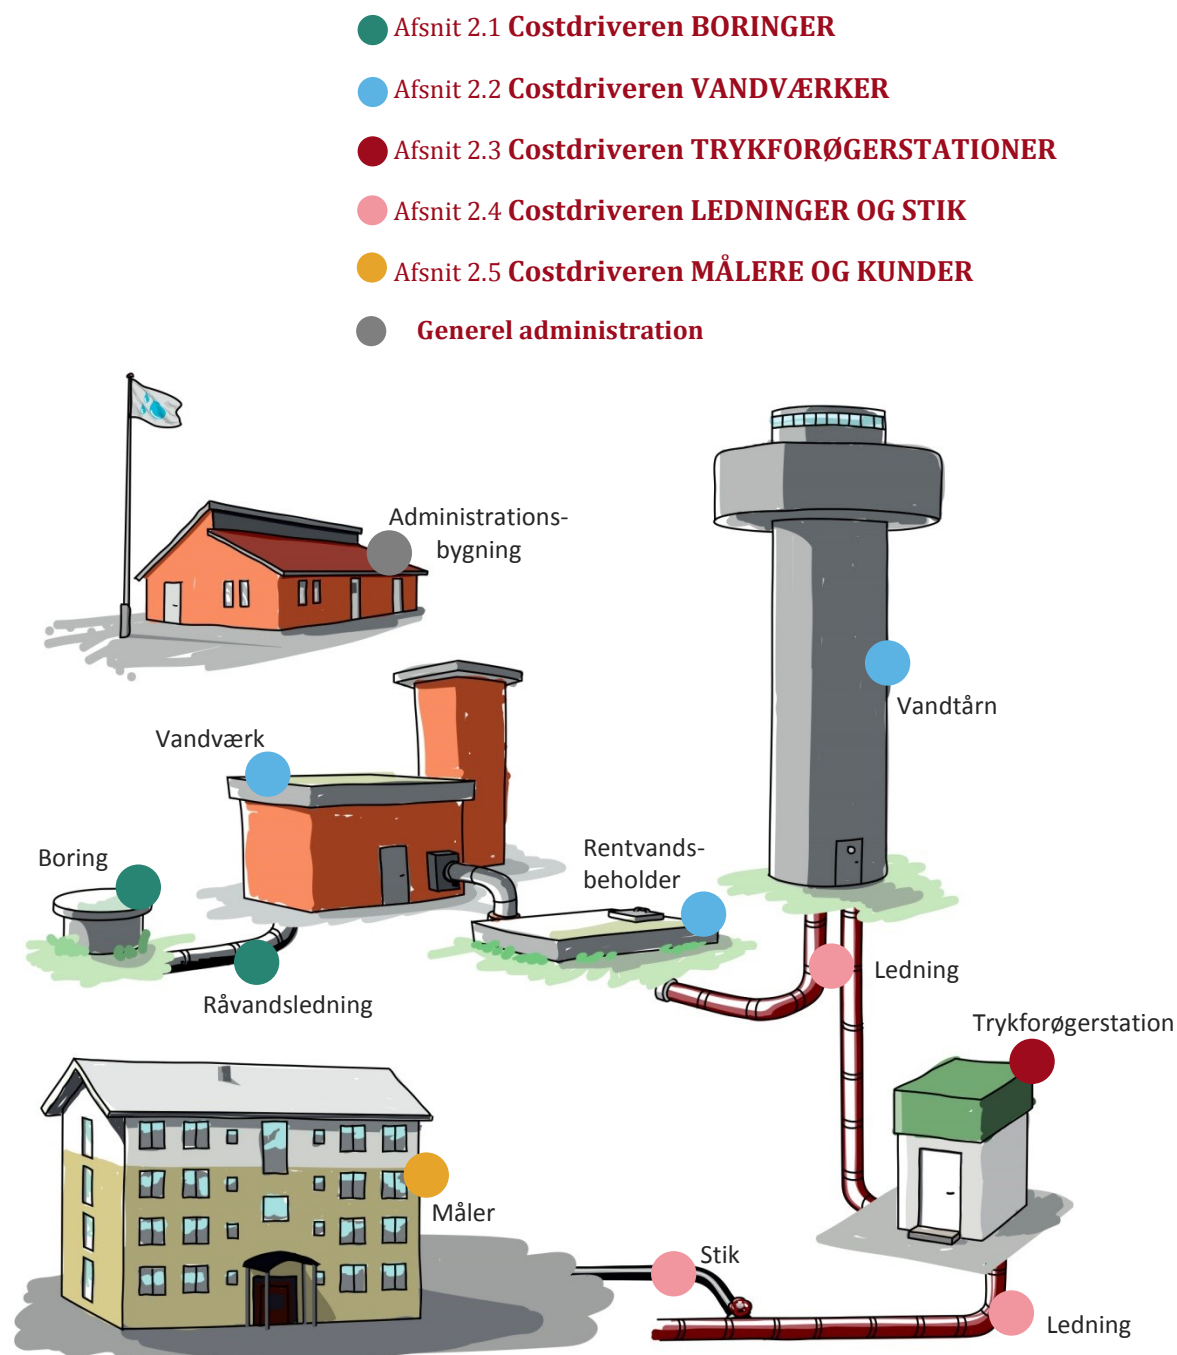 Afsnit 2.1 Costdriveren BORINGER
Afsnit 2.2 Costdriveren VANDVÆRKER
Afsnit 2.3 Costdriveren TRYKFORØGERSTATIONER
Afsnit 2.4 Costdriveren LEDNINGER OG STIK
Afsnit 2.5 Costdriveren MÅLERE OG KUNDER
Generel administration
Administrations-
bygning
Vandtårn
Vandværk
Rentvands-
beholder
Boring
Ledning
Råvandsledning
Trykforøgerstation
Måler
Stik
Ledning